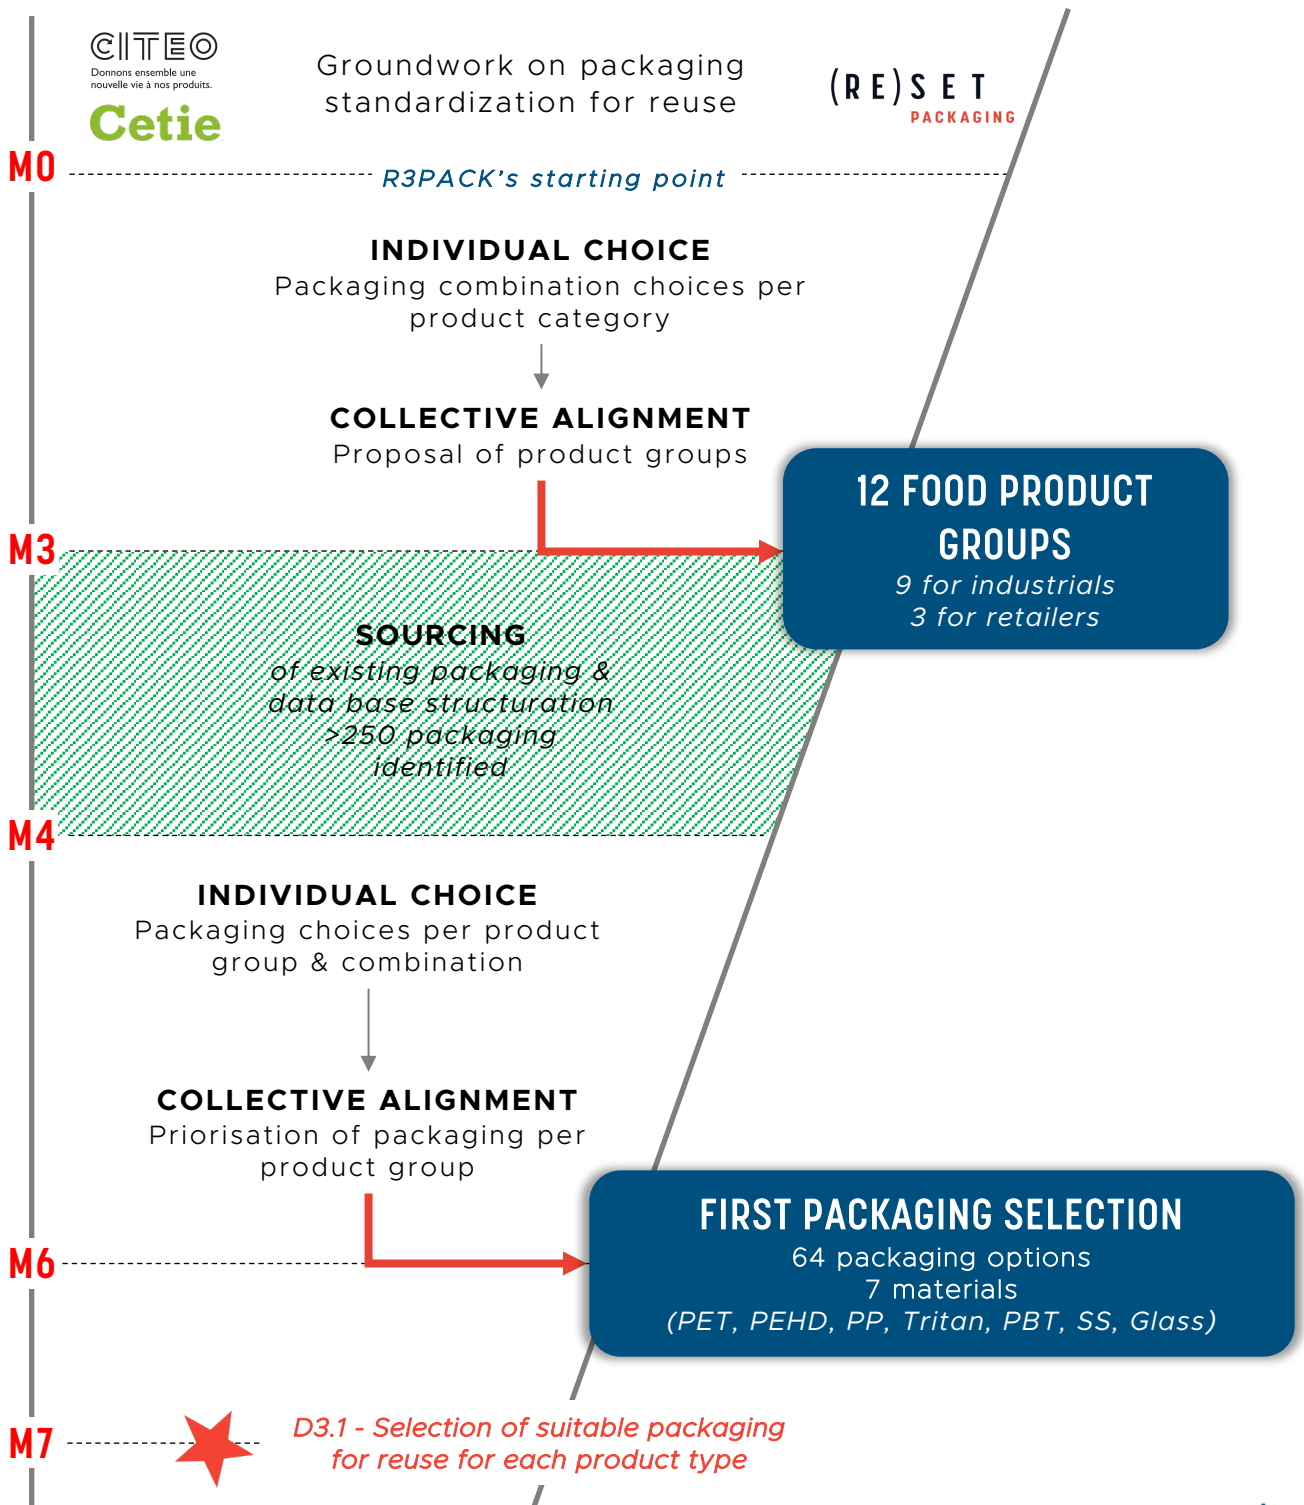 CITEO
Donnons ensemble une
nouvelle vie à nos produits.
Cetie
Groundwork on packaging
standardization for reuse
(RE)SET
PACKAGING
M0
R3PACK's starting point
INDIVIDUAL CHOICE
Packaging combination choices per
product category
COLLECTIVE ALIGNMENT
Proposal of product groups
12 FOOD PRODUCT
GROUPS
9 for industrials
3 for retailers
M3
SOURCING
of existing packaging &
data base structuration
>250 packaging
identified
M4
INDIVIDUAL CHOICE
Packaging choices per product
group & combination
COLLECTIVE ALIGNMENT
Priorisation of packaging per
product group
FIRST PACKAGING SELECTION
64 packaging options
7 materials
(PET, PEHD, PP, Tritan, PBT, SS, Glass)
M6
M7
D3.1 - Selection of suitable packaging
for reuse for each product type